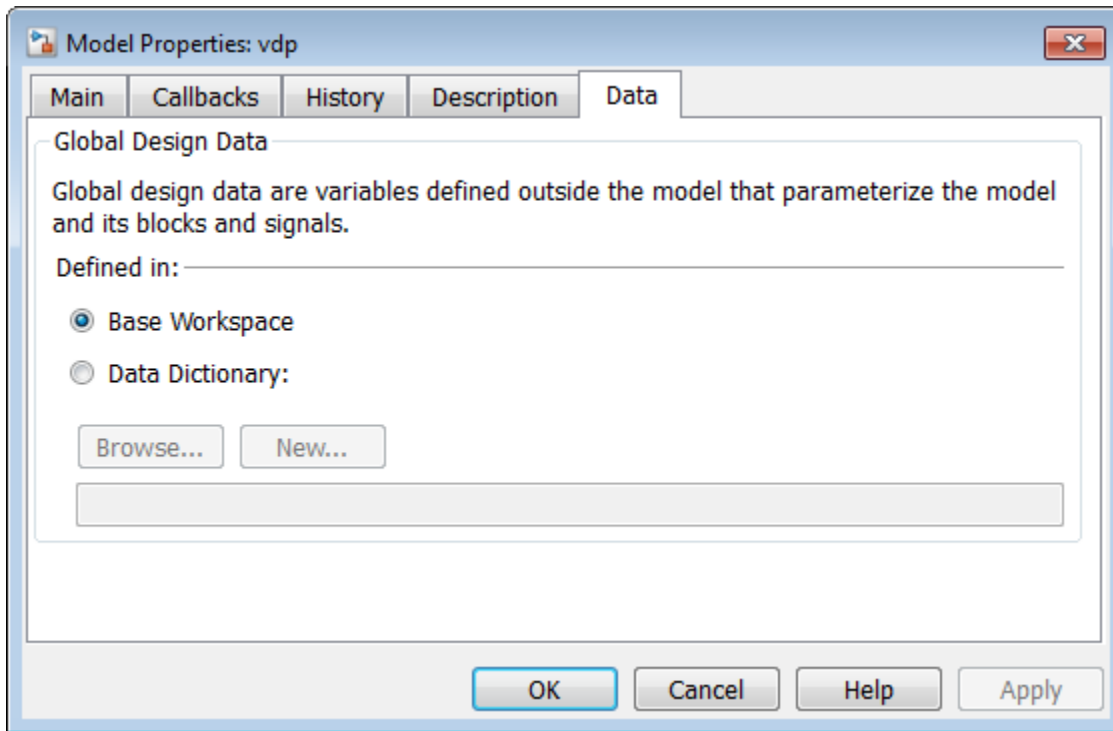 Model Properties: vdp
Main Callbacks History Description Data
Global Design Data
Global design data are variables defined outside the model that parameterize the model
and its blocks and signals.
Defined in:
Base Workspace
Data Dictionary:
Browse... New...
OK Cancel Help Apply